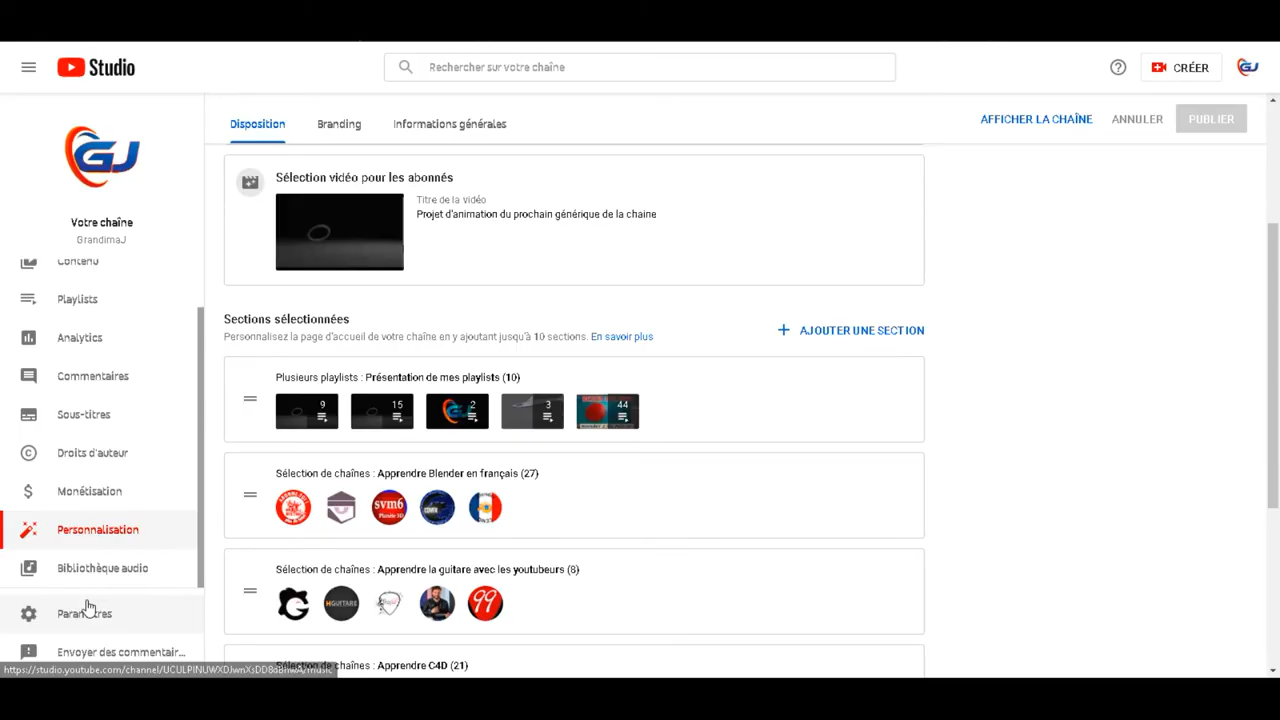 Studio
Rechercher sur votre chaîne
CRÉER
GJ
GJ
Votre chaîne
GrandimaJ
Contenu
Playlists
Analytics
Commentaires
Sous-titres
Droits d'auteur
Monétisation
Personnalisation
Bibliothèque audio
Paramètres
Envoyer des commentair...
Disposition
Branding
Informations générales
AFFICHER LA CHAÎNE
ANNULER
PUBLIER
Sélection vidéo pour les abonnés
Titre de la vidéo
Projet d'animation du prochain générique de la chaine
Sections sélectionnées
Personnalisez la page d'accueil de votre chaîne en y ajoutant jusqu'à 10 sections. En savoir plus
AJOUTER UNE SECTION
Plusieurs playlists : Présentation de mes playlists (10)
9
15
2
3
44
Sélection de chaînes : Apprendre Blender en français (27)
svm6
Sélection de chaînes : Apprendre la guitare avec les youtubeurs (8)
HGUITARE
99
Sélection de chaînes : Apprendre C4D (21)